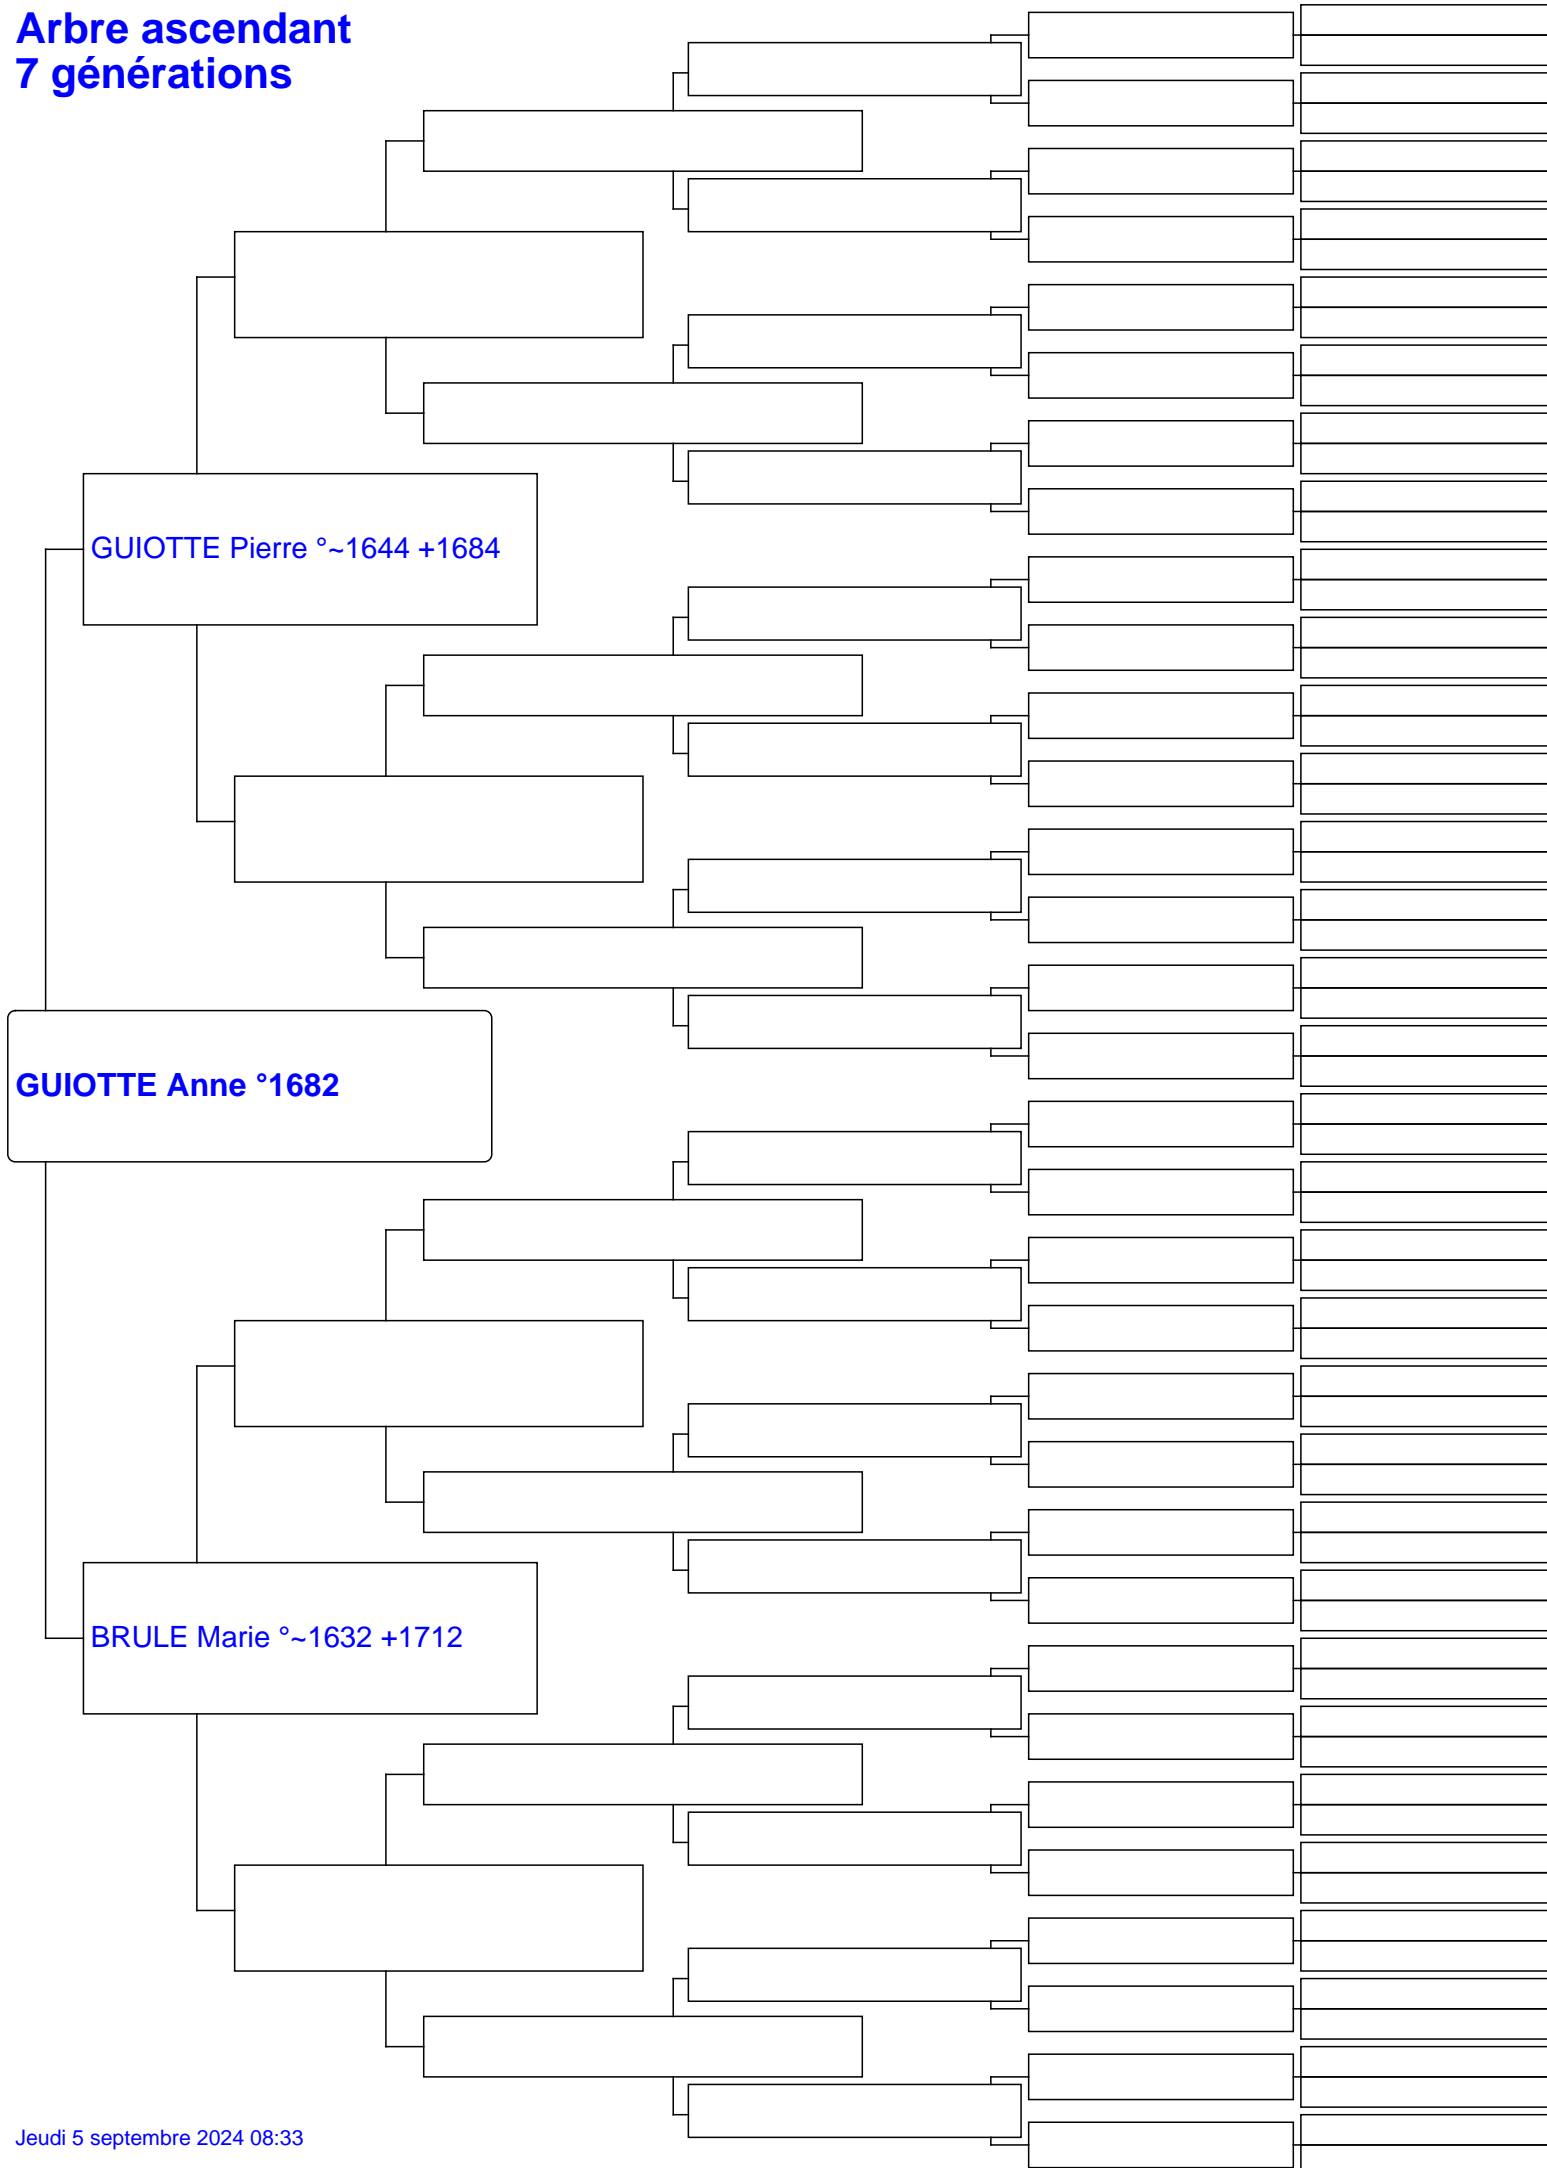 Arbre ascendant
7 générations
GUIOTTE Pierre °~1644 +1684
GUIOTTE Anne °1682
BRULE Marie °~1632 +1712
Jeudi 5 septembre 2024 08:33